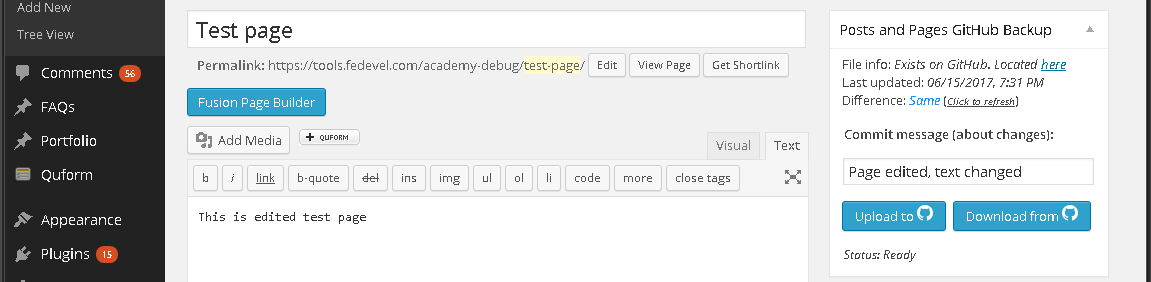 Add New
Tree View
Comments 56
FAQs
Portfolio
Quform
Appearance
Plugins 15
Test page
Permalink: https://tools.fedevel.com/academy-debug/test-page/ Edit View Page Get Shortlink
Fusion Page Builder
Add Media + QUFORM
Visual Text
b i link b-quote del ins img ul ol li code more close tags
This is edited test page
Posts and Pages GitHub Backup
File info: Exists on GitHub. Located here
Last updated: 06/15/2017, 7:31 PM
Difference: Same (Click to refresh)
Commit message (about changes):
Page edited, text changed
Upload to Download from
Status: Ready